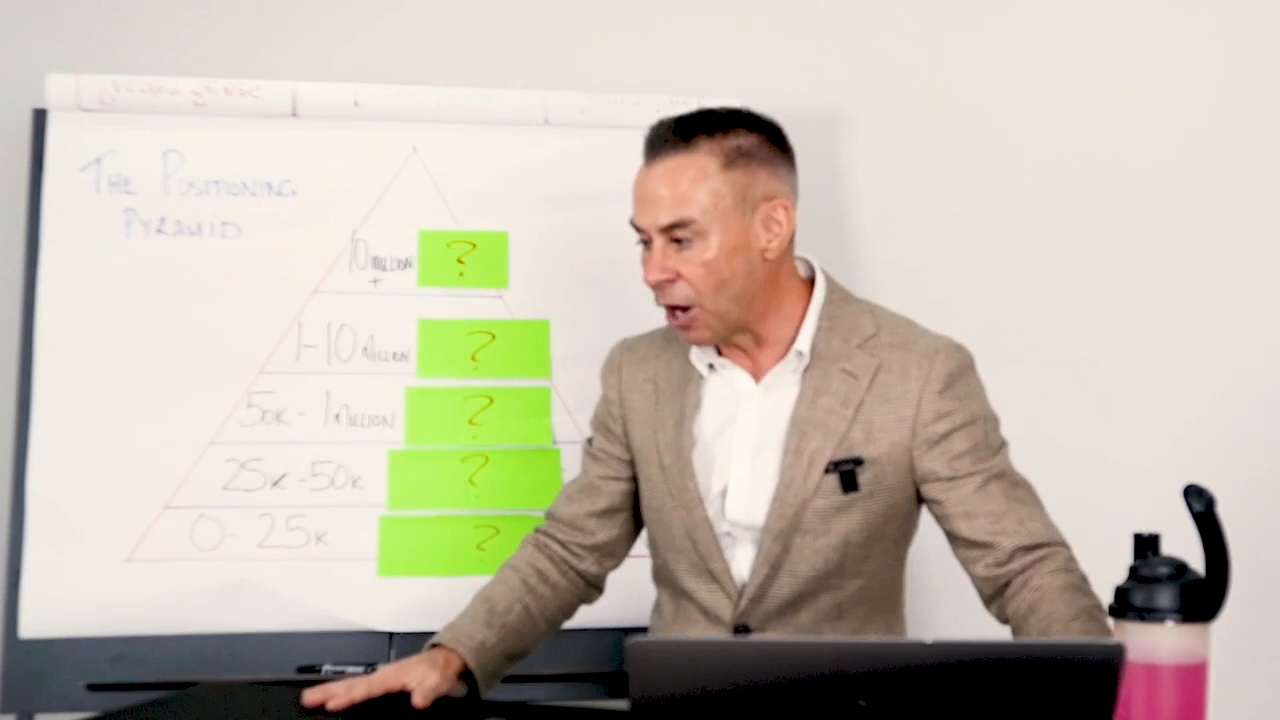 THE POSITIONING
PYRAMID
10 MILLION
+
?
1-10 MILLION
?
50K - 1 MILLION
?
25K - 50K
?
0 - 25K
?